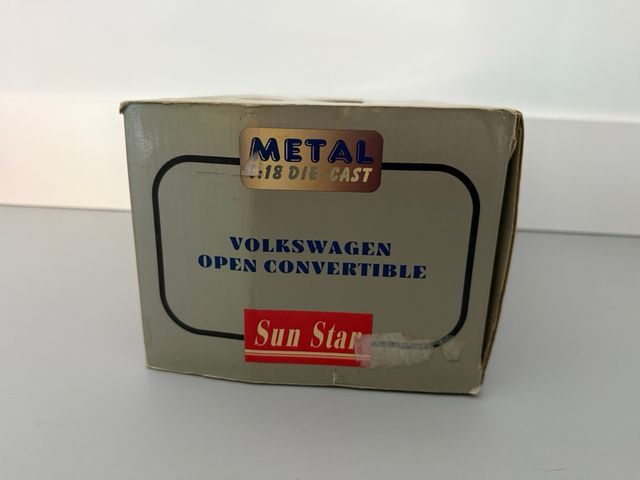 METAL
1:18 DIE-CAST
VOLKSWAGEN
OPEN CONVERTIBLE
Sun Star